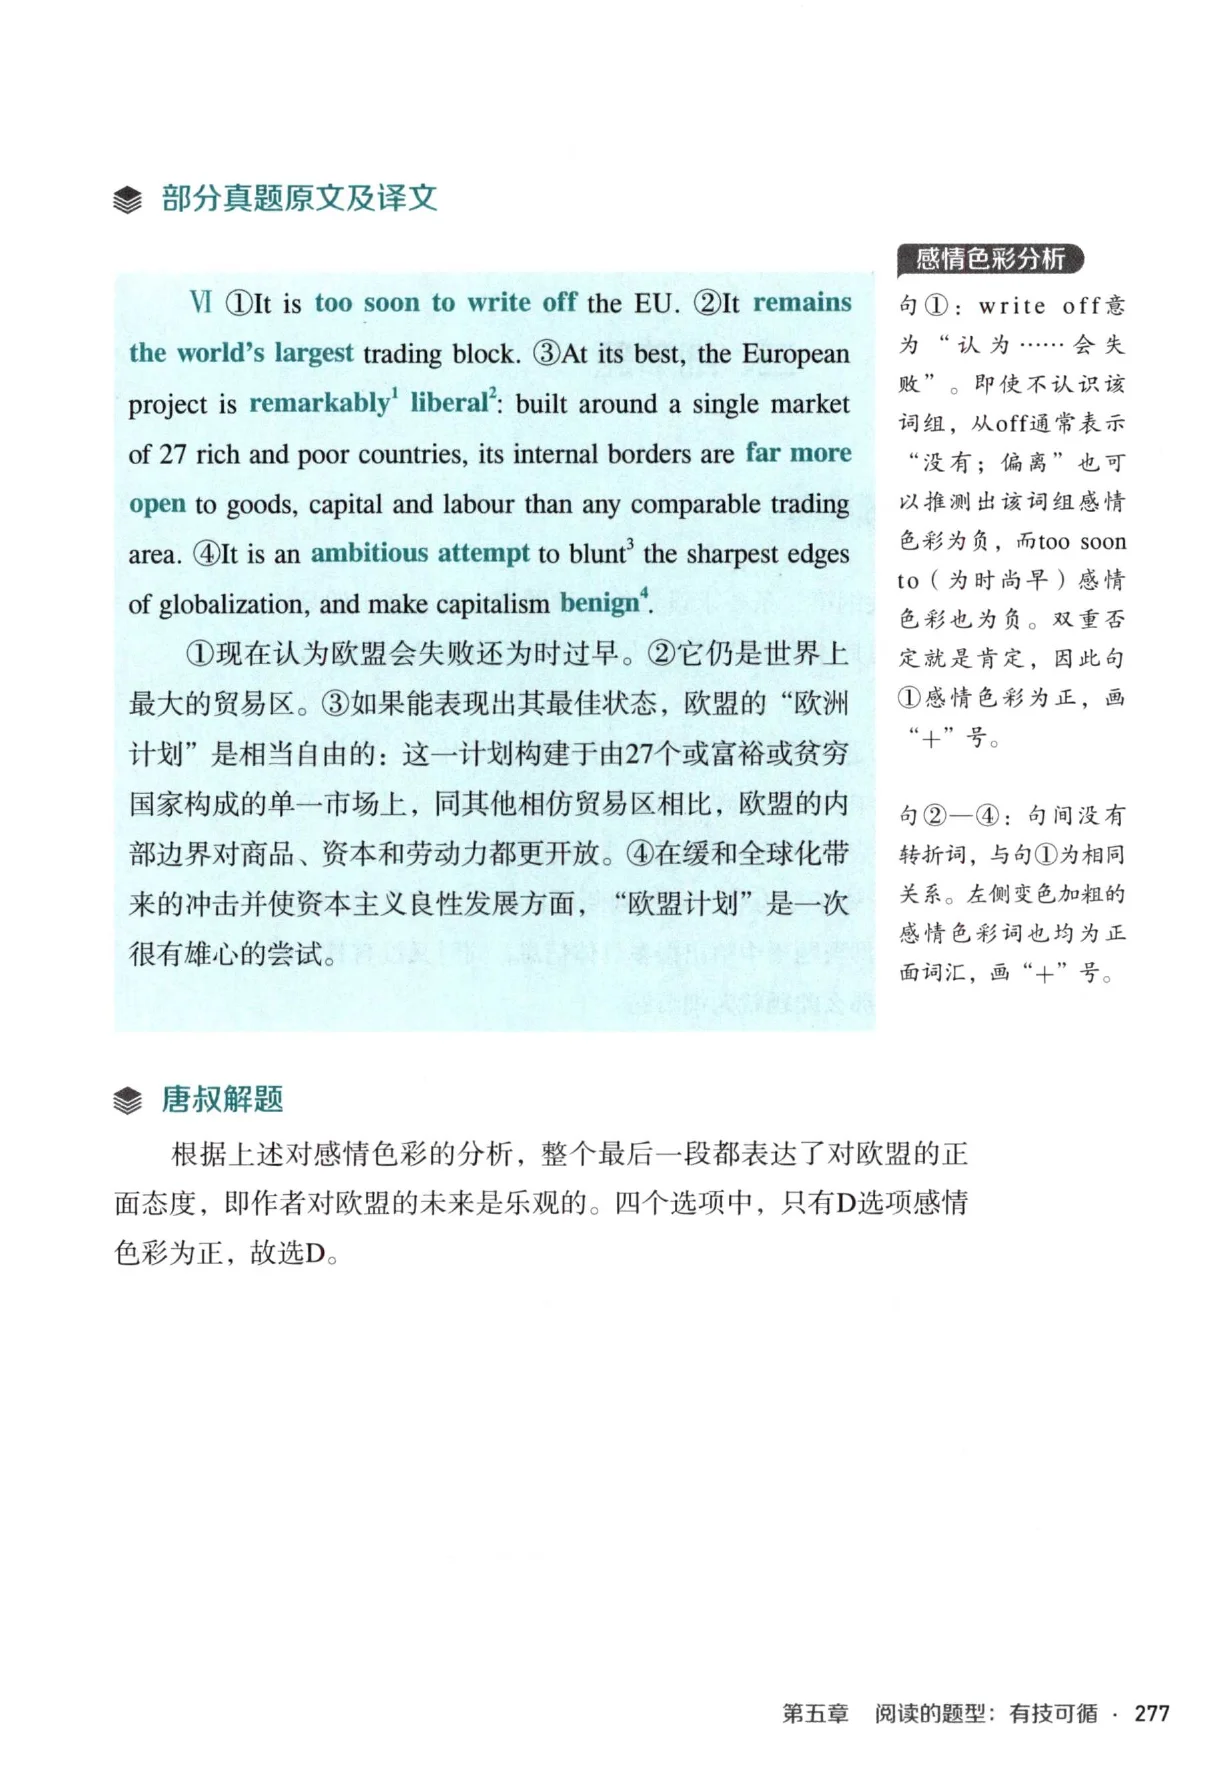 部分真题原文及译文
Ⅵ ①It is too soon to write off the EU. ②It remains
the world's largest trading block. ③At its best, the European
project is remarkably¹ liberal²: built around a single market
of 27 rich and poor countries, its internal borders are far more
open to goods, capital and labour than any comparable trading
area. ④It is an ambitious attempt to blunt³ the sharpest edges
of globalization, and make capitalism benign⁴.
①现在认为欧盟会失败还为时过早。②它仍是世界上
最大的贸易区。③如果能表现出其最佳状态，欧盟的“欧洲
计划”是相当自由的：这一计划构建于由27个或富裕或贫穷
国家构成的单一市场上，同其他相仿贸易区相比，欧盟的内
部边界对商品、资本和劳动力都更开放。④在缓和全球化带
来的冲击并使资本主义良性发展方面，“欧盟计划”是一次
很有雄心的尝试。
感情色彩分析
句①：write off意
为“认为……会失
败”。即使不认识该
词组，从off通常表示
“没有；偏离”也可
以推测出该词组感情
色彩为负，而too soon
to（为时尚早）感情
色彩也为负。双重否
定就是肯定，因此句
①感情色彩为正，画
“+”号。
句②—④：句间没有
转折词，与句①为相同
关系。左侧变色加粗的
感情色彩词也均为正
面词汇，画“+”号。
唐叔解题
根据上述对感情色彩的分析，整个最后一段都表达了对欧盟的正
面态度，即作者对欧盟的未来是乐观的。四个选项中，只有D选项感情
色彩为正，故选D。
第五章 阅读的题型：有技可循 · 277